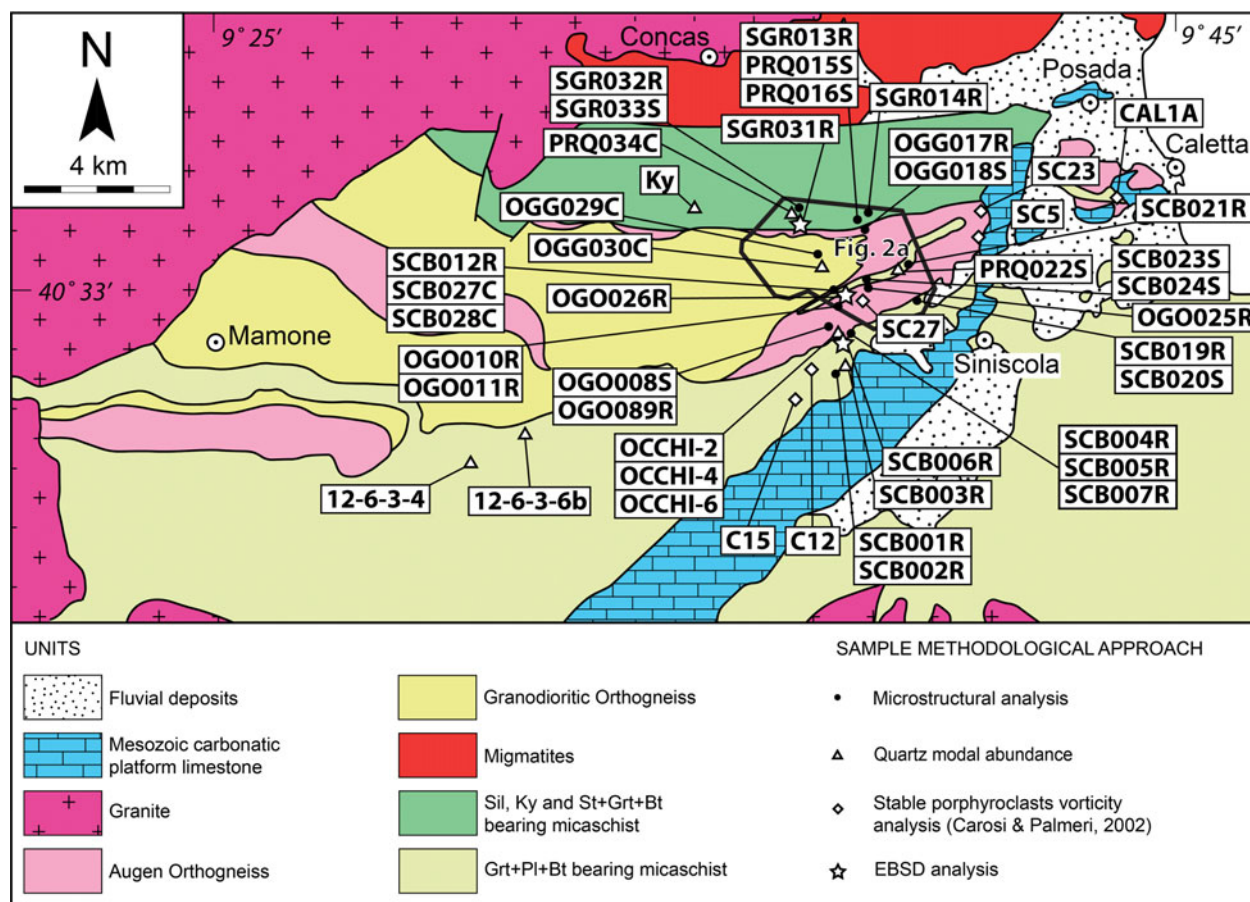 9° 25′
9° 45′
N
4 km
Concas
SGR013R
PRQ015S
PRQ016S
SGR032R
SGR033S
SGR014R
Posada
CAL1A
PRQ034C
SGR031R
OGG017R
OGG018S
Caletta
SC23
Ky
OGG029C
SC5
SCB021R
OGG030C
Fig. 2a
40° 33′
SCB012R
SCB027C
SCB028C
PRQ022S
SCB023S
SCB024S
OGO026R
OGO025R
Mamone
SC27
Siniscola
OGO010R
OGO011R
OGO008S
OGO089R
SCB019R
SCB020S
OCCHI-2
OCCHI-4
OCCHI-6
SCB006R
SCB003R
SCB004R
SCB005R
SCB007R
12-6-3-4
12-6-3-6b
C15
C12
SCB001R
SCB002R
UNITS
Fluvial deposits
Mesozoic carbonatic
platform limestone
Granite
Augen Orthogneiss
Granodioritic Orthogneiss
Migmatites
Sil, Ky and St+Grt+Bt
bearing micaschist
Grt+Pl+Bt bearing micaschist
SAMPLE METHODOLOGICAL APPROACH
Microstructural analysis
Quartz modal abundance
Stable porphyroclasts vorticity
analysis (Carosi & Palmeri, 2002)
EBSD analysis